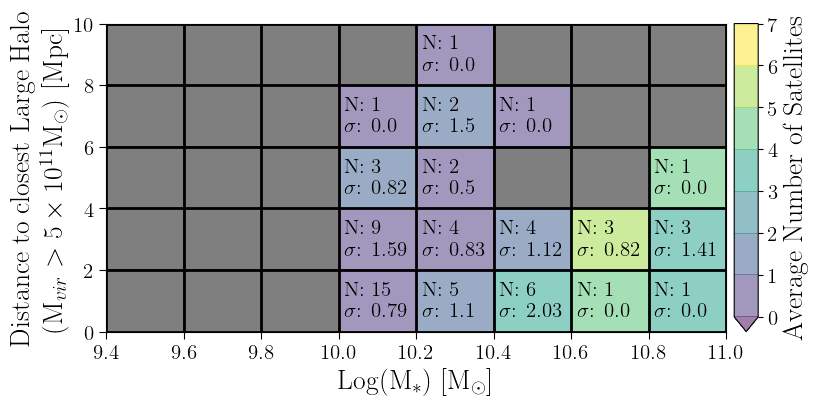 Distance to closest Large Halo
(M_vir > 5 × 10^11 M_⊙) [Mpc]
10
8
6
4
2
0
N: 1
σ: 0.0
N: 1
σ: 0.0
N: 2
σ: 1.5
N: 1
σ: 0.0
N: 3
σ: 0.82
N: 2
σ: 0.5
N: 1
σ: 0.0
N: 9
σ: 1.59
N: 4
σ: 0.83
N: 4
σ: 1.12
N: 3
σ: 0.82
N: 3
σ: 1.41
N: 15
σ: 0.79
N: 5
σ: 1.1
N: 6
σ: 2.03
N: 1
σ: 0.0
N: 1
σ: 0.0
9.4 9.6 9.8 10.0 10.2 10.4 10.6 10.8 11.0
Log(M_*) [M_⊙]
7
6
5
4
3
2
1
0
Average Number of Satellites